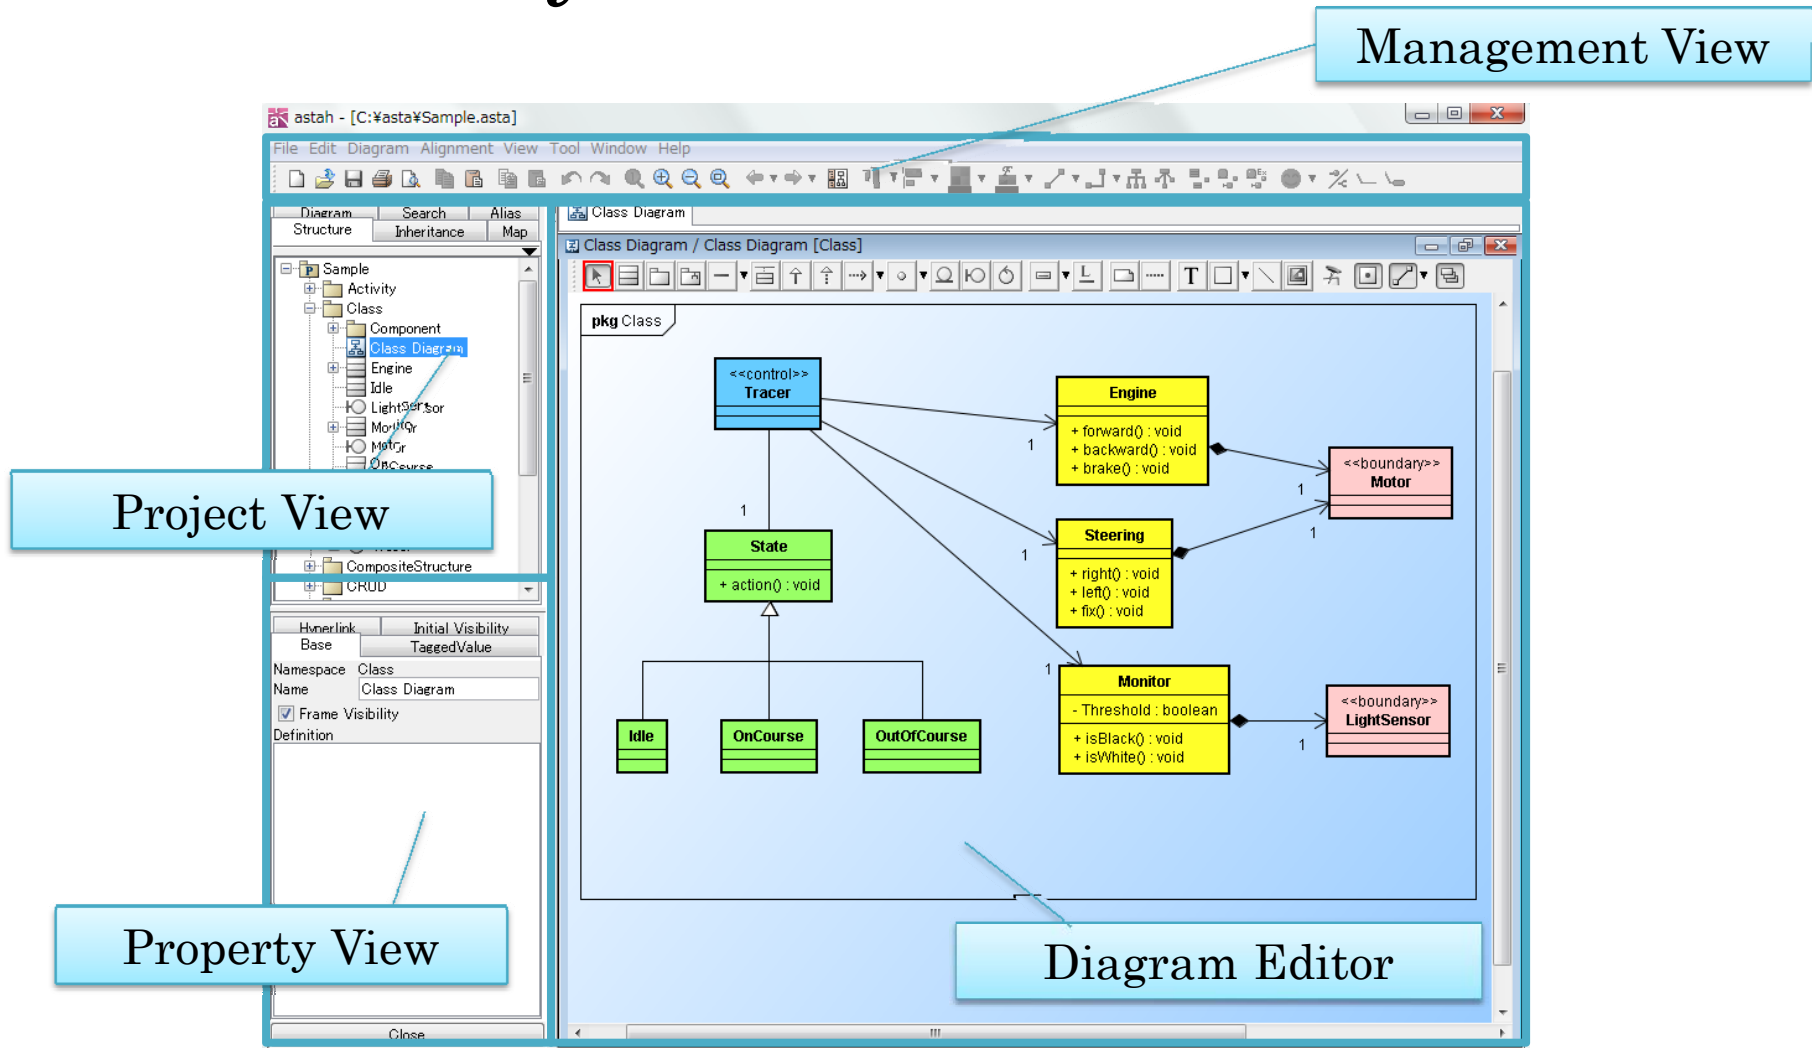 Management View
astah - [C:¥asta¥Sample.asta]
File Edit Diagram Alignment View Tool Window Help
Diagram Search Alias
Structure Inheritance Map
Class Diagram
Class Diagram / Class Diagram [Class]
Sample
Activity
Class
Component
Class Diagram
Engine
Idle
LightSensor
Monitor
Motor
OnCourse
Project View
CompositeStructure
CRUD
Hyperlink Initial Visibility
Base TaggedValue
Namespace Class
Name Class Diagram
Frame Visibility
Definition
Property View
Close
T
pkg Class
<<control>>
Tracer
1
State
+ action() : void
Idle
OnCourse
OutOfCourse
1
Engine
+ forward() : void
+ backward() : void
+ brake() : void
1
Steering
+ right() : void
+ left() : void
+ fix() : void
1
Monitor
- Threshold : boolean
+ isBlack() : void
+ isWhite() : void
1
1
<<boundary>>
Motor
1
<<boundary>>
LightSensor
Diagram Editor